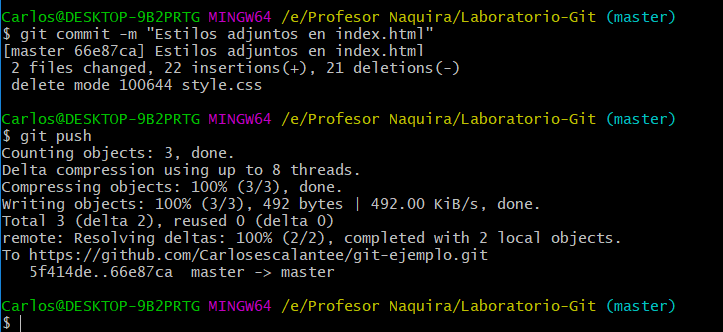 Carlos@DESKTOP-9B2PRTG MINGW64 /e/Profesor Naquira/Laboratorio-Git (master)
$ git commit -m "Estilos adjuntos en index.html"
[master 66e87ca] Estilos adjuntos en index.html
 2 files changed, 22 insertions(+), 21 deletions(-)
 delete mode 100644 style.css
Carlos@DESKTOP-9B2PRTG MINGW64 /e/Profesor Naquira/Laboratorio-Git (master)
$ git push
Counting objects: 3, done.
Delta compression using up to 8 threads.
Compressing objects: 100% (3/3), done.
Writing objects: 100% (3/3), 492 bytes | 492.00 KiB/s, done.
Total 3 (delta 2), reused 0 (delta 0)
remote: Resolving deltas: 100% (2/2), completed with 2 local objects.
To https://github.com/Carlosescalantee/git-ejemplo.git
   5f414de..66e87ca  master -> master
Carlos@DESKTOP-9B2PRTG MINGW64 /e/Profesor Naquira/Laboratorio-Git (master)
$